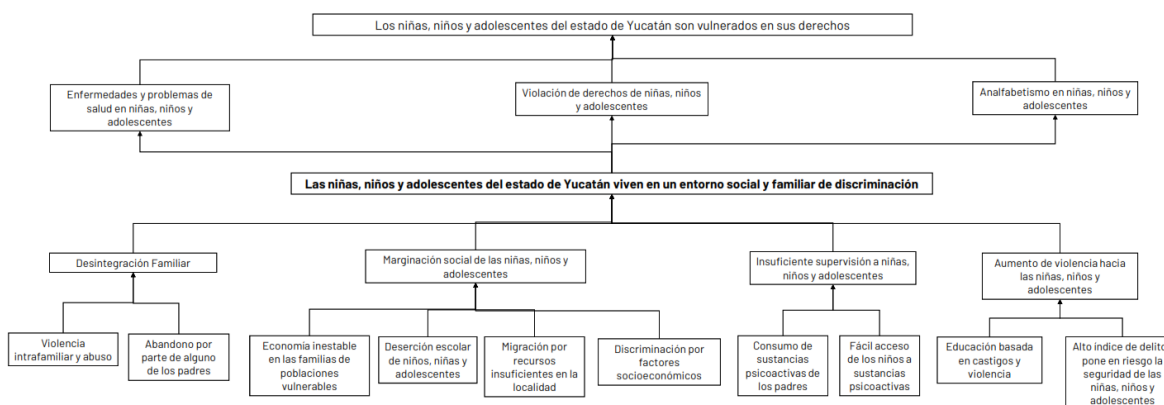 Los niñas, niños y adolescentes del estado de Yucatán son vulnerados en sus derechos
Enfermedades y problemas de
salud en niñas, niños y
adolescentes
Violación de derechos de niñas, niños
y adolescentes
Analfabetismo en niñas, niños y
adolescentes
Las niñas, niños y adolescentes del estado de Yucatán viven en un entorno social y familiar de discriminación
Desintegración Familiar
Marginación social de las niñas, niños y
adolescentes
Insuficiente supervisión a niñas,
niños y adolescentes
Aumento de violencia hacia
las niñas, niños y
adolescentes
Violencia
intrafamiliar y abuso
Abandono por
parte de alguno
de los padres
Economía inestable
en las familias de
poblaciones
vulnerables
Deserción escolar
de niños, niñas y
adolescentes
Migración por
recursos
insuficientes en la
localidad
Discriminación por
factores
socioeconómicos
Consumo de
sustancias
psicoactivas de
los padres
Fácil acceso
de los niños a
sustancias
psicoactivas
Educación basada
en castigos y
violencia
Alto indice de delito
pone en riesgo la
seguridad de las
niñas, niños y
adolescentes